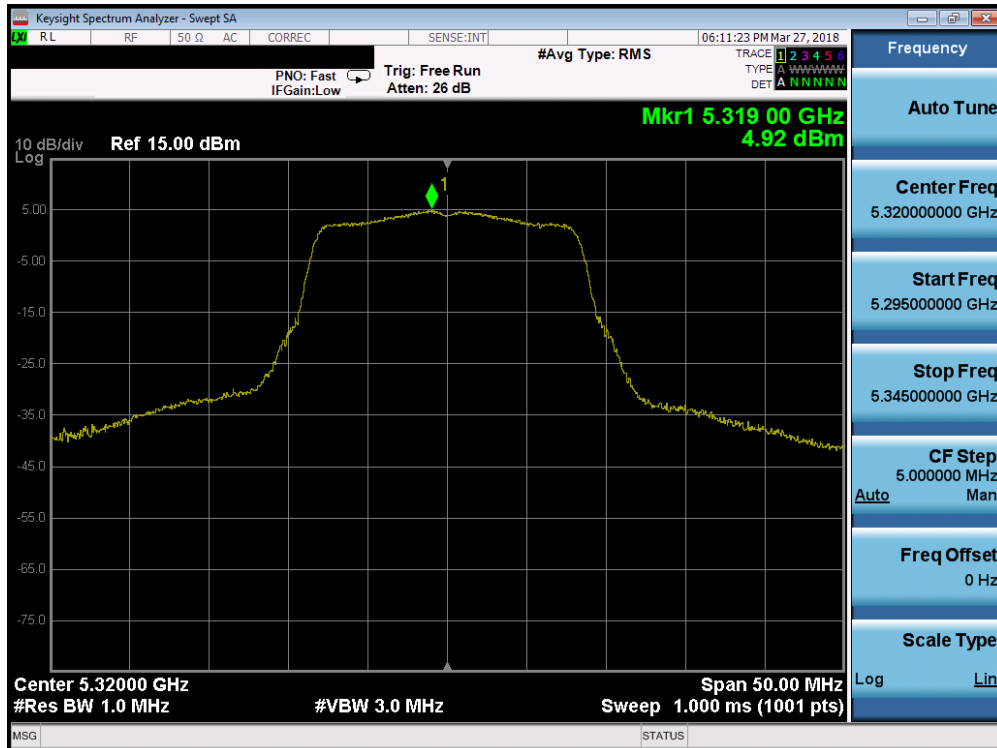 Keysight Spectrum Analyzer - Swept SA
LXI RL RF 50 Ω AC CORREC SENSE:INT 06:11:23 PM Mar 27, 2018
#Avg Type: RMS TRACE 1 2 3 4 5 6
PNO: Fast Trig: Free Run TYPE A WWWWW
IFGain:Low Atten: 26 dB DET A N N N N N
Mkr1 5.319 00 GHz
4.92 dBm
10 dB/div Ref 15.00 dBm
Log
1
5.00
-5.00
-15.0
-25.0
-35.0
-45.0
-55.0
-65.0
-75.0
Center 5.32000 GHz Span 50.00 MHz
#Res BW 1.0 MHz #VBW 3.0 MHz Sweep 1.000 ms (1001 pts)
MSG STATUS
Frequency
Auto Tune
Center Freq
5.320000000 GHz
Start Freq
5.295000000 GHz
Stop Freq
5.345000000 GHz
CF Step
5.000000 MHz
Auto Man
Freq Offset
0 Hz
Scale Type
Log Lin